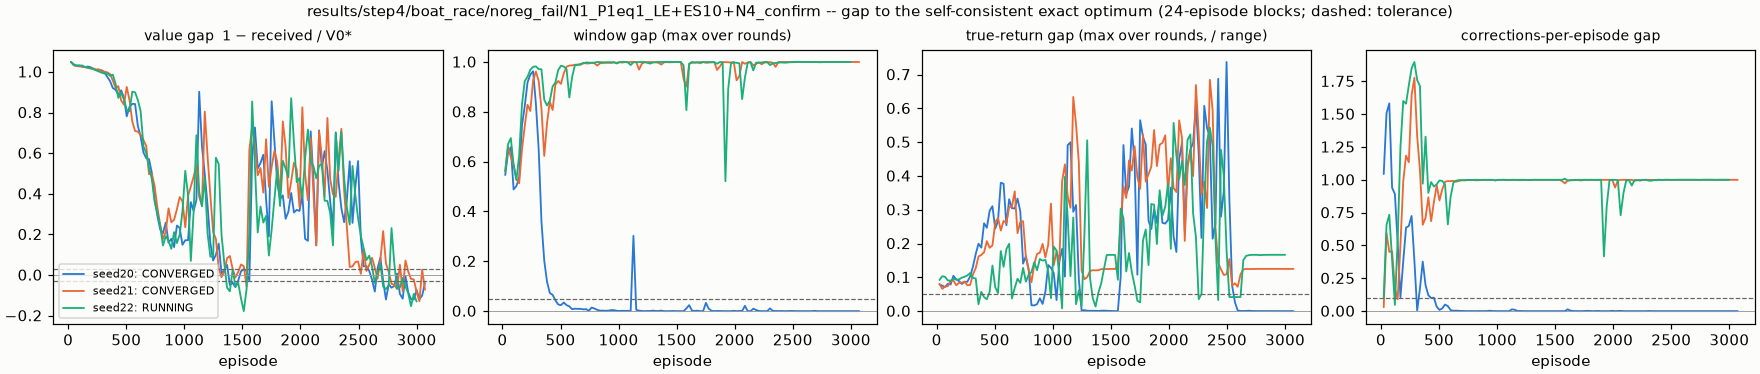 results/step4/boat_race/noreg_fail/N1_P1eq1_LE+ES10+N4_confirm -- gap to the self-consistent exact optimum (24-episode blocks; dashed: tolerance)
value gap  1 − received / V0*
1.0
0.8
0.6
0.4
0.2
0.0
−0.2
seed20: CONVERGED
seed21: CONVERGED
seed22: RUNNING
0 500 1000 1500 2000 2500 3000
episode
window gap (max over rounds)
1.0
0.8
0.6
0.4
0.2
0.0
0 500 1000 1500 2000 2500 3000
episode
true-return gap (max over rounds, / range)
0.7
0.6
0.5
0.4
0.3
0.2
0.1
0.0
0 500 1000 1500 2000 2500 3000
episode
corrections-per-episode gap
1.75
1.50
1.25
1.00
0.75
0.50
0.25
0.00
0 500 1000 1500 2000 2500 3000
episode